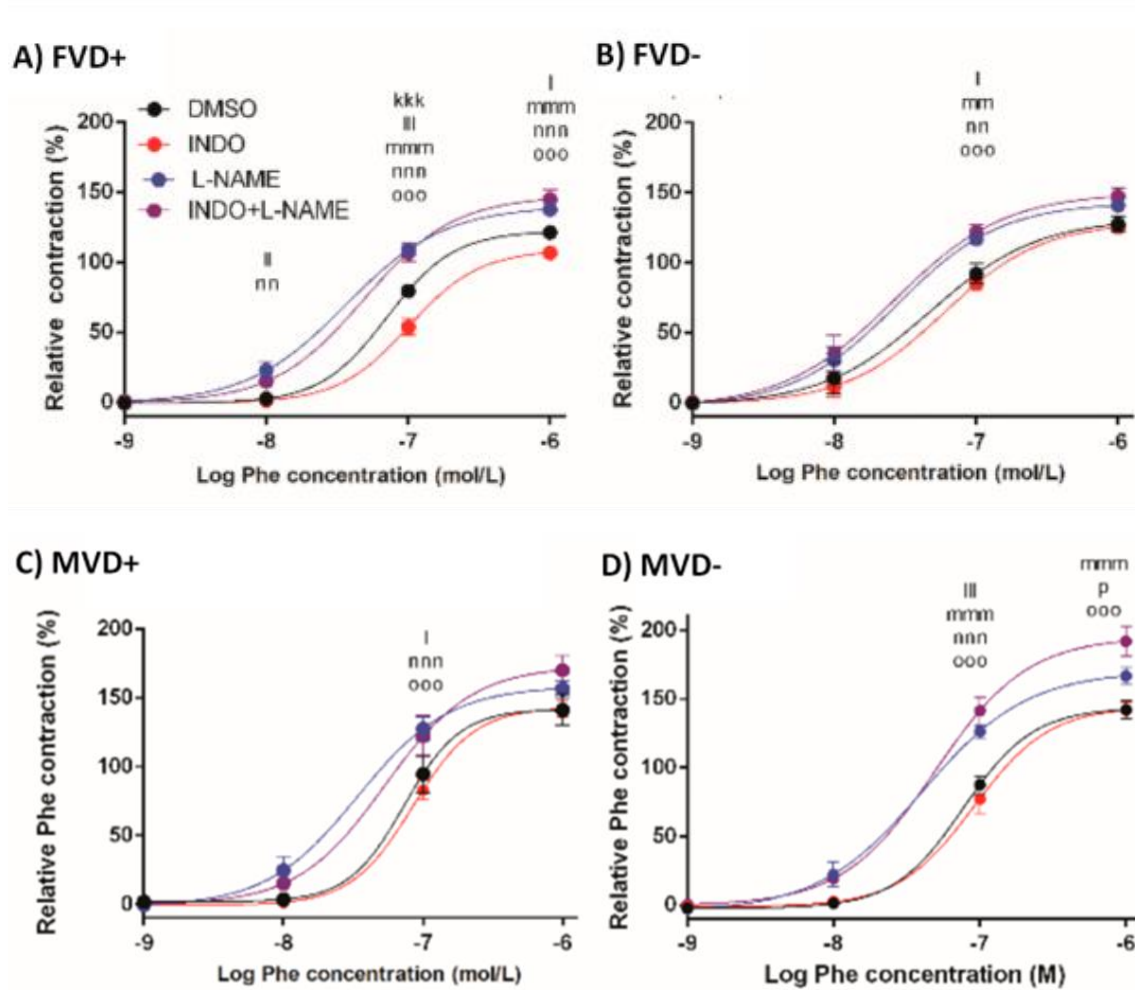 A) FVD+
DMSO
INDO
L-NAME
INDO+L-NAME
ll
nn
kkk
lll
mmm
nnn
ooo
l
mmm
nnn
ooo
200
150
100
50
0
Relative contraction (%)
-9 -8 -7 -6
Log Phe concentration (mol/L)
B) FVD-
l
mm
nn
ooo
200
150
100
50
0
Relative contraction (%)
-9 -8 -7 -6
Log Phe concentration (mol/L)
C) MVD+
l
nnn
ooo
200
150
100
50
0
Relative Phe contraction (%)
-9 -8 -7 -6
Log Phe concentration (mol/L)
D) MVD-
lll
mmm
nnn
ooo
mmm
p
ooo
200
150
100
50
0
Relative Phe contraction (%)
-9 -8 -7 -6
Log Phe concentration (M)